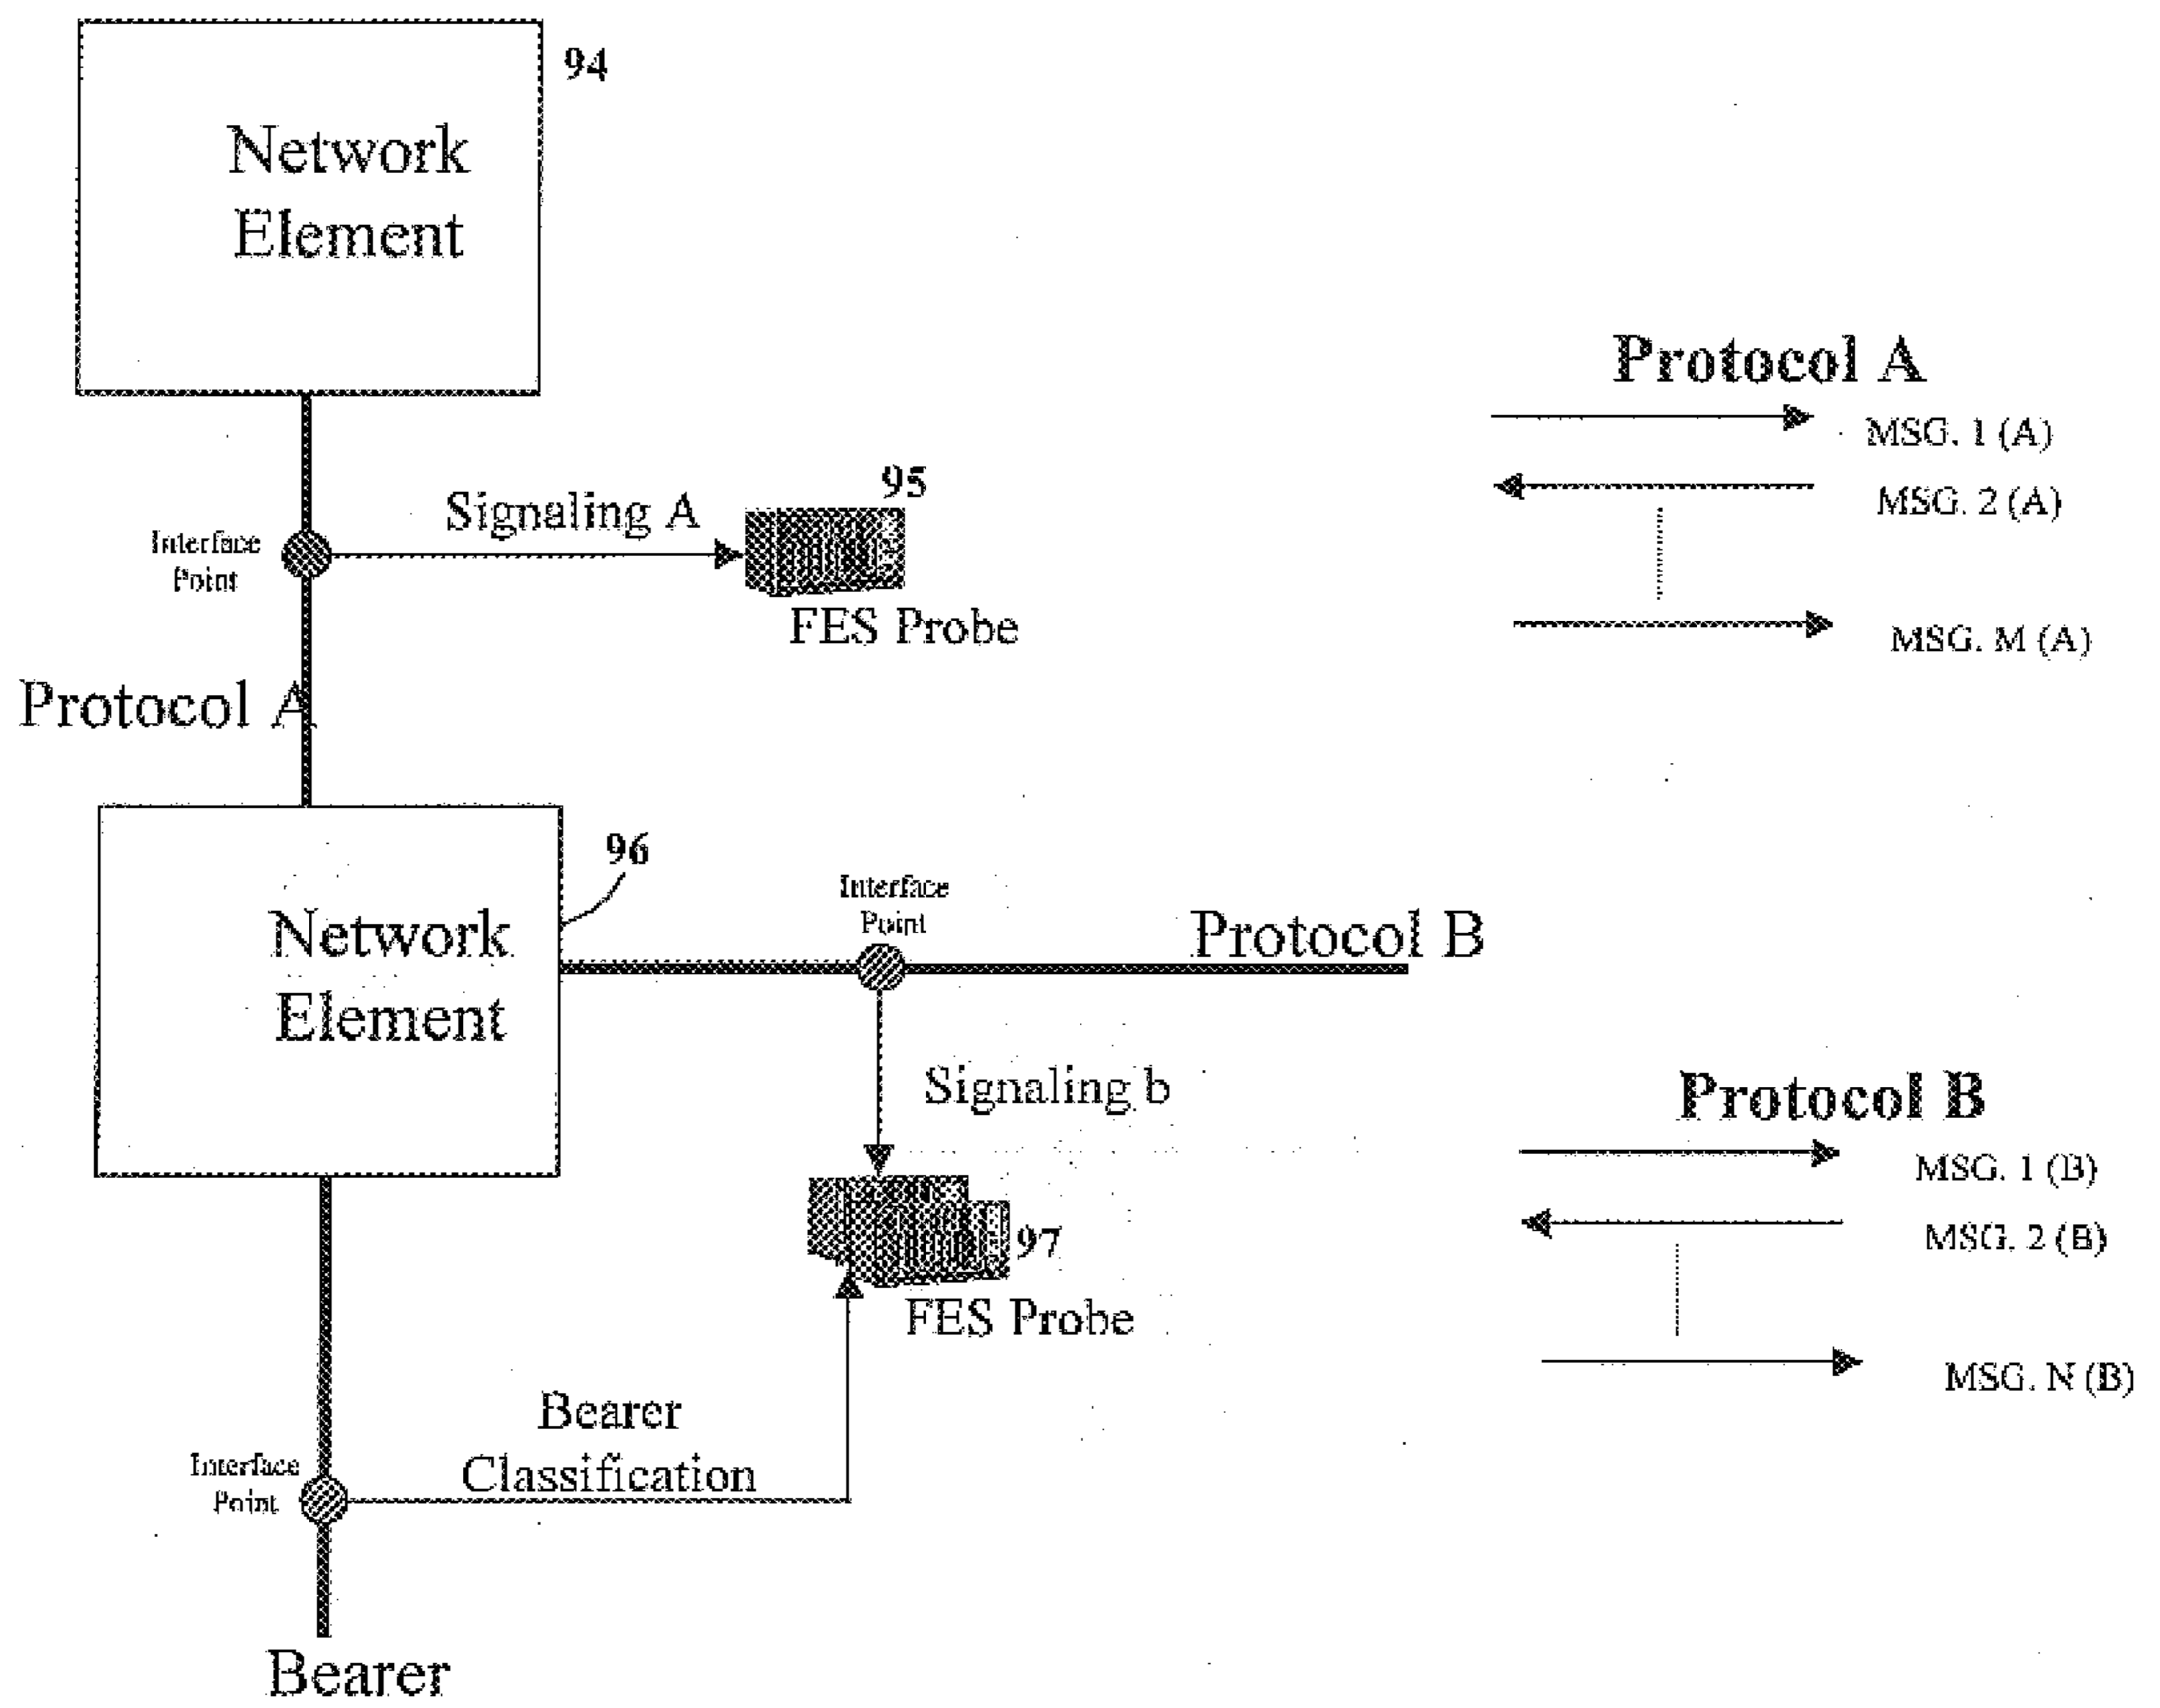 94
Network
Element
Protocol A
MSG. 1 (A)
95
MSG. 2 (A)
Signaling A
Interface
Point
FES Probe
MSG. M (A)
Protocol A
96
Interface
Point
Network
Element
Protocol B
Signaling b
Protocol B
MSG. 1 (B)
97
MSG. 2 (B)
FES Probe
MSG. N (B)
Bearer
Classification
Interface
Point
Bearer